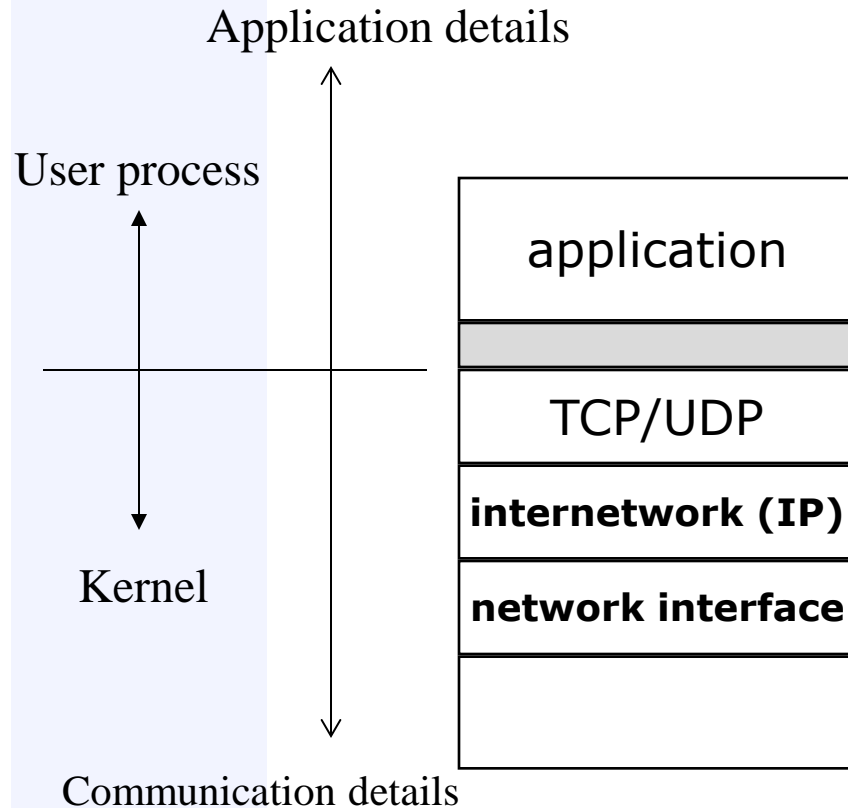 Application details
User process
application
TCP/UDP
internetwork (IP)
Kernel
network interface
Communication details